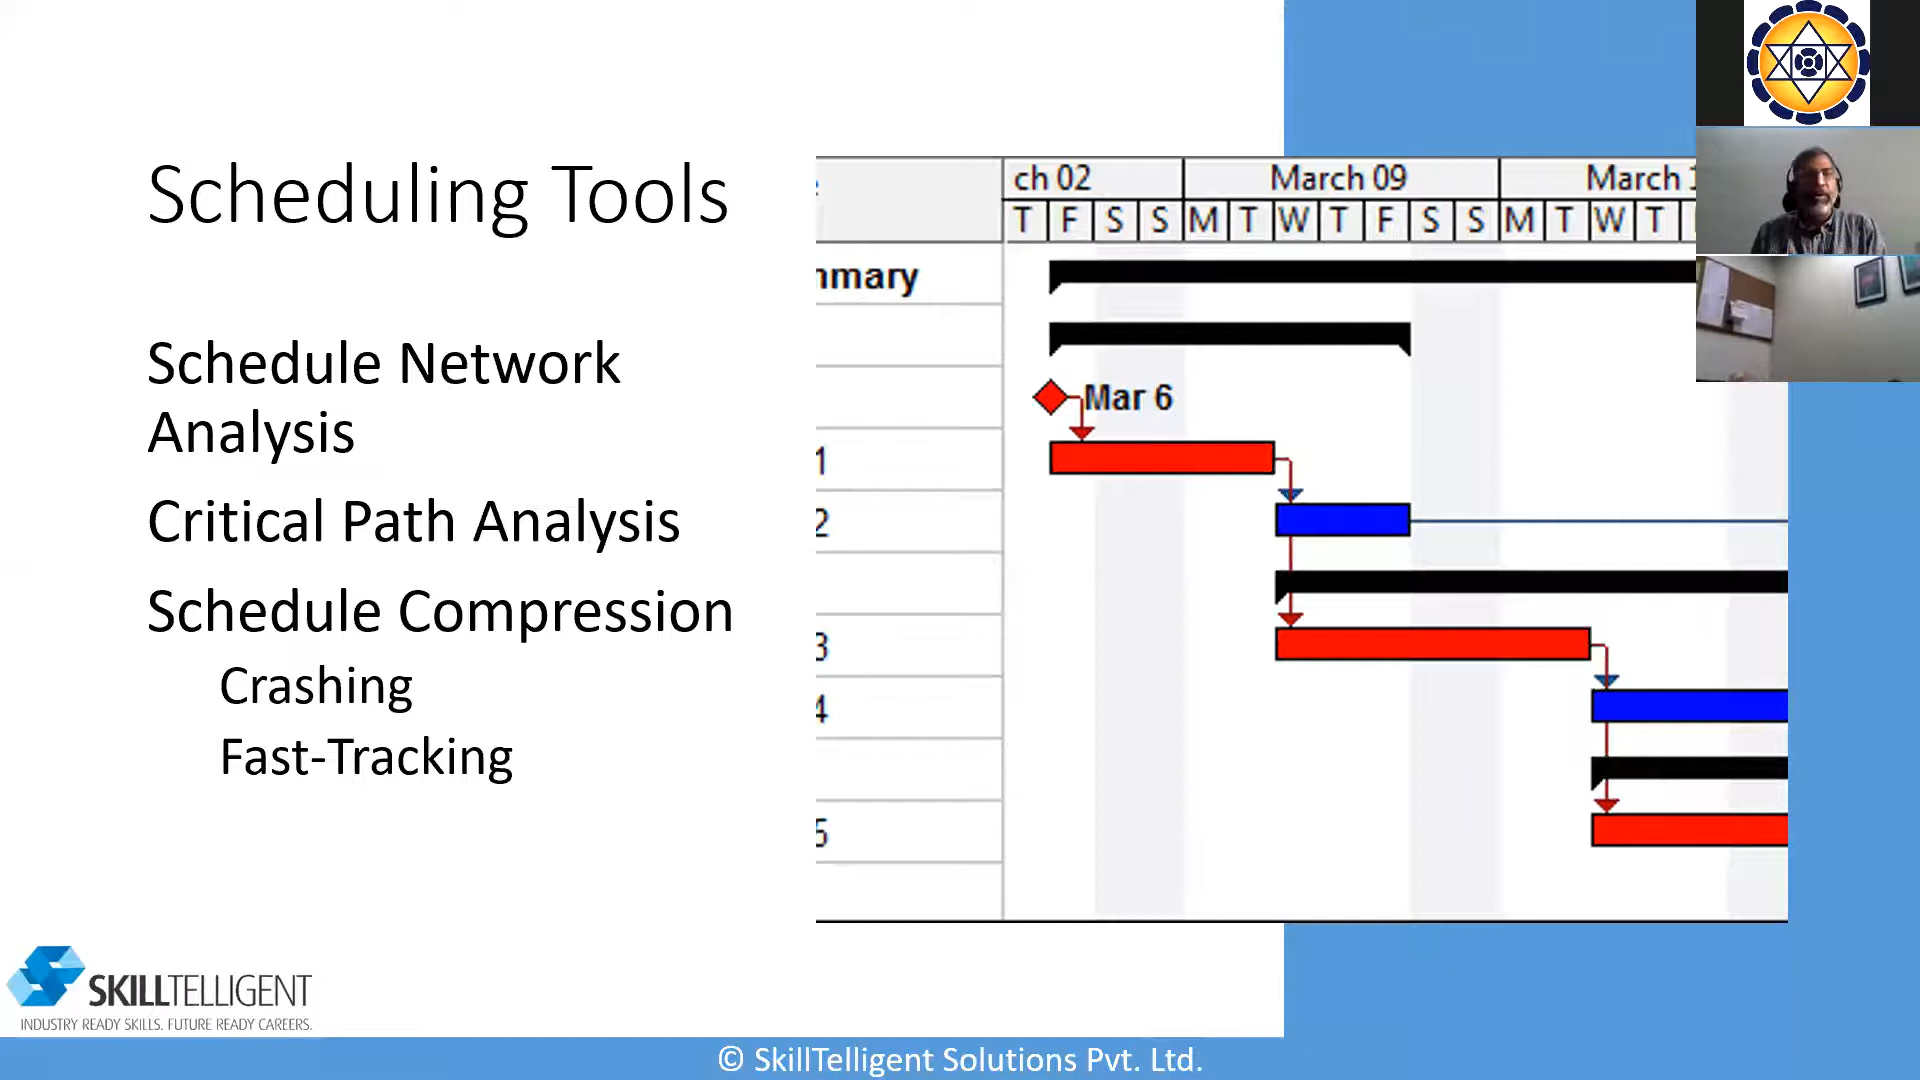 Scheduling Tools
Schedule Network
Analysis
Critical Path Analysis
Schedule Compression
Crashing
Fast-Tracking
ch 02 March 09 March
T F S S M T W T F S S M T W T
mmary
Mar 6
1
2
3
4
5
SKILLTELLIGENT
INDUSTRY READY SKILLS. FUTURE READY CAREERS.
© SkillTelligent Solutions Pvt. Ltd.